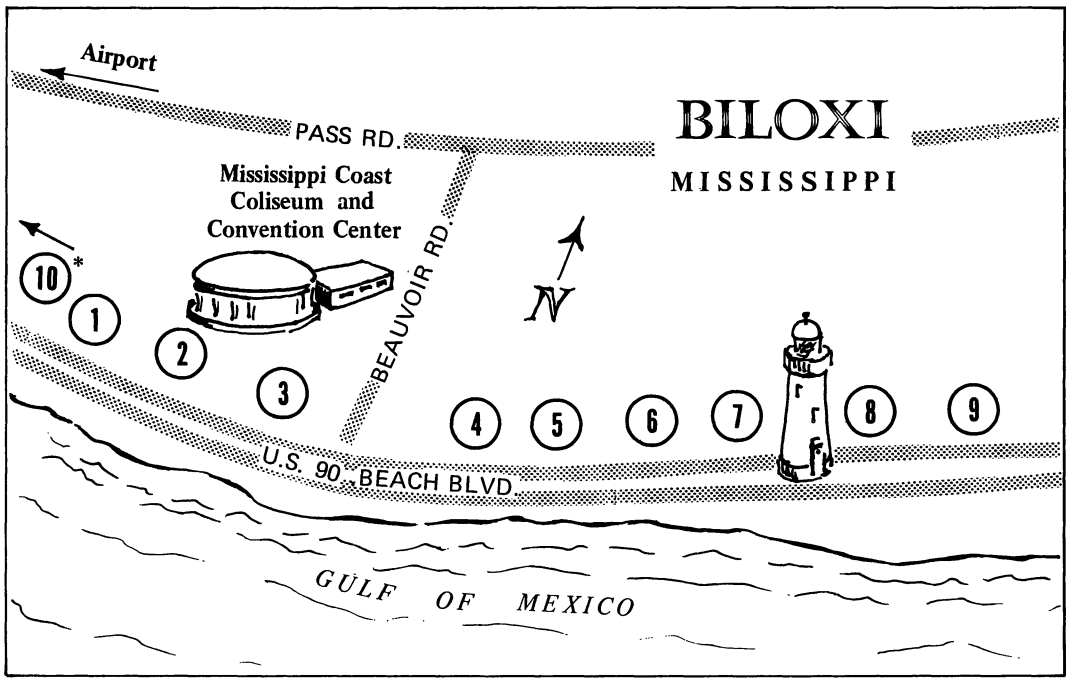 Airport
BILOXI
MISSISSIPPI
PASS RD.
Mississippi Coast
Coliseum and
Convention Center
BEAUVOIR RD.
N
10*
1
2
3
4
5
6
7
8
9
U.S. 90 BEACH BLVD.
GULF OF MEXICO